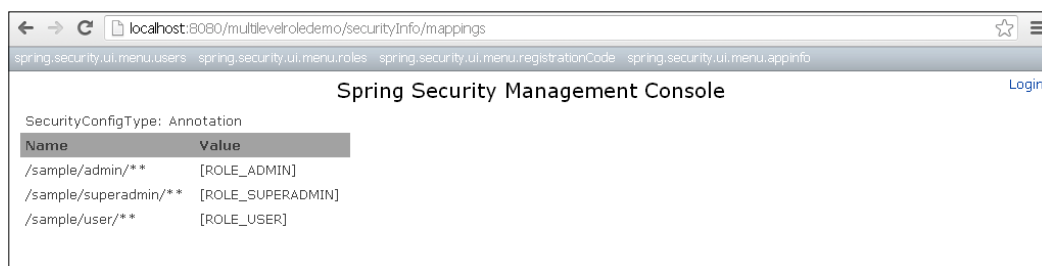 localhost:8080/multilevelroledemo/securityInfo/mappings
spring.security.ui.menu.users spring.security.ui.menu.roles spring.security.ui.menu.registrationCode spring.security.ui.menu.appinfo
Spring Security Management Console
Login
SecurityConfigType: Annotation
Name Value
/sample/admin/** [ROLE_ADMIN]
/sample/superadmin/** [ROLE_SUPERADMIN]
/sample/user/** [ROLE_USER]